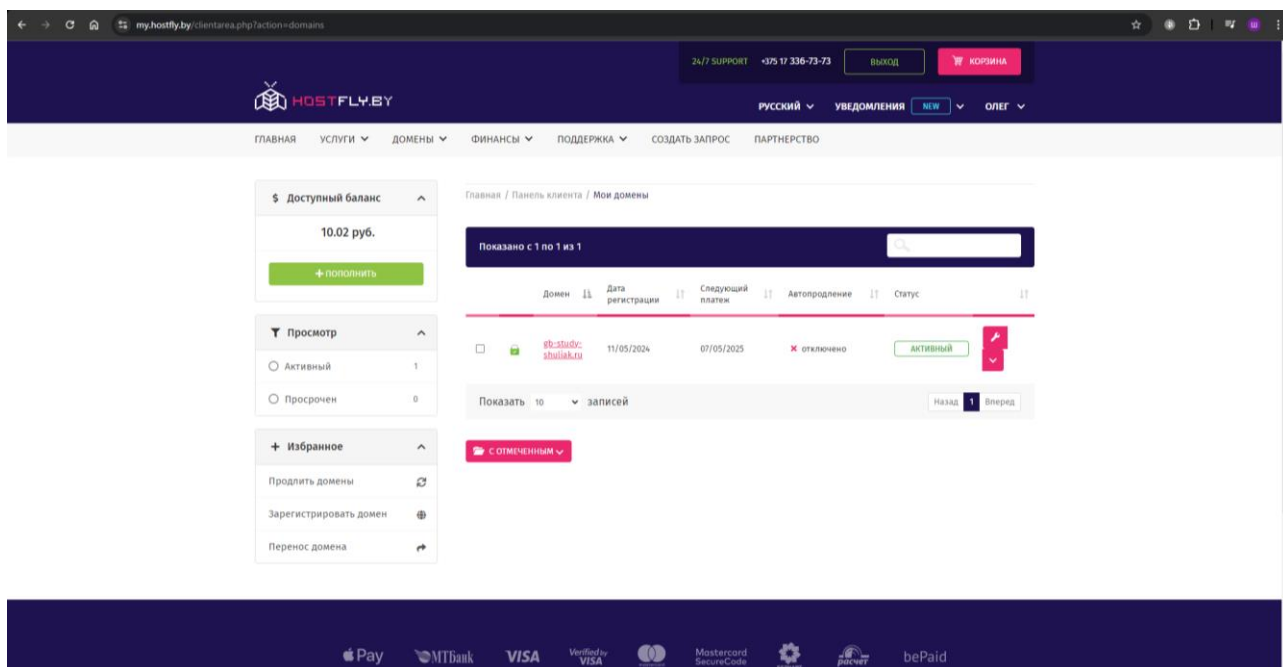 my.hostfly.by/clientarea.php?action=domains
24/7 SUPPORT +375 17 336-73-73 ВЫХОД КОРЗИНА
HOSTFLY.BY
РУССКИЙ УВЕДОМЛЕНИЯ NEW ОЛЕГ
ГЛАВНАЯ УСЛУГИ ДОМЕНЫ ФИНАНСЫ ПОДДЕРЖКА СОЗДАТЬ ЗАПРОС ПАРТНЕРСТВО
$ Доступный баланс
10.02 руб.
+ ПОПОЛНИТЬ
Просмотр
Активный 1
Просрочен 0
+ Избранное
Продлить домены
Зарегистрировать домен
Перенос домена
Главная / Панель клиента / Мои домены
Показано с 1 по 1 из 1
Домен Дата регистрации Следующий платеж Автопродление Статус
gb-study-
shuliak.ru 11/05/2024 07/05/2025 отключено АКТИВНЫЙ
Показать 10 записей Назад 1 Вперед
С ОТМЕЧЕННЫМ
Pay МТБанк VISA Verified by VISA Mastercard SecureCode расчет bePaid